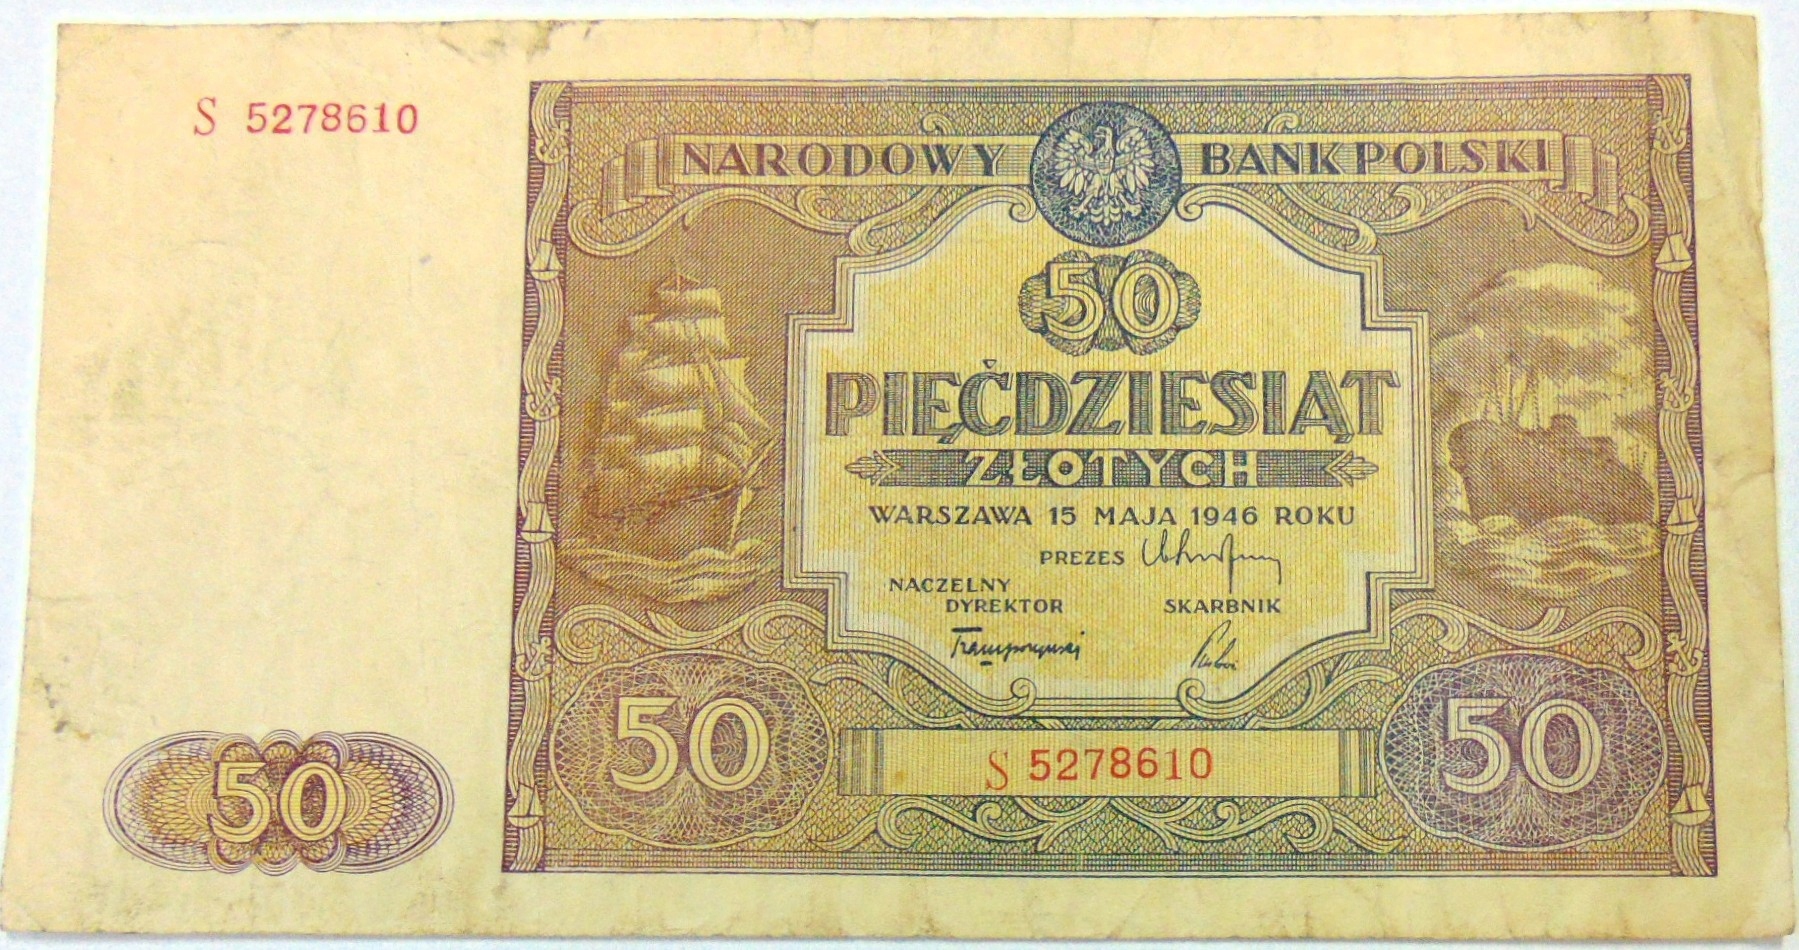 S 5278610
NARODOWY BANK POLSKI
50
PIĘĆDZIESIĄT
ZŁOTYCH
WARSZAWA 15 MAJA 1946 ROKU
PREZES
NACZELNY
DYREKTOR SKARBNIK
50 50 50
S 5278610